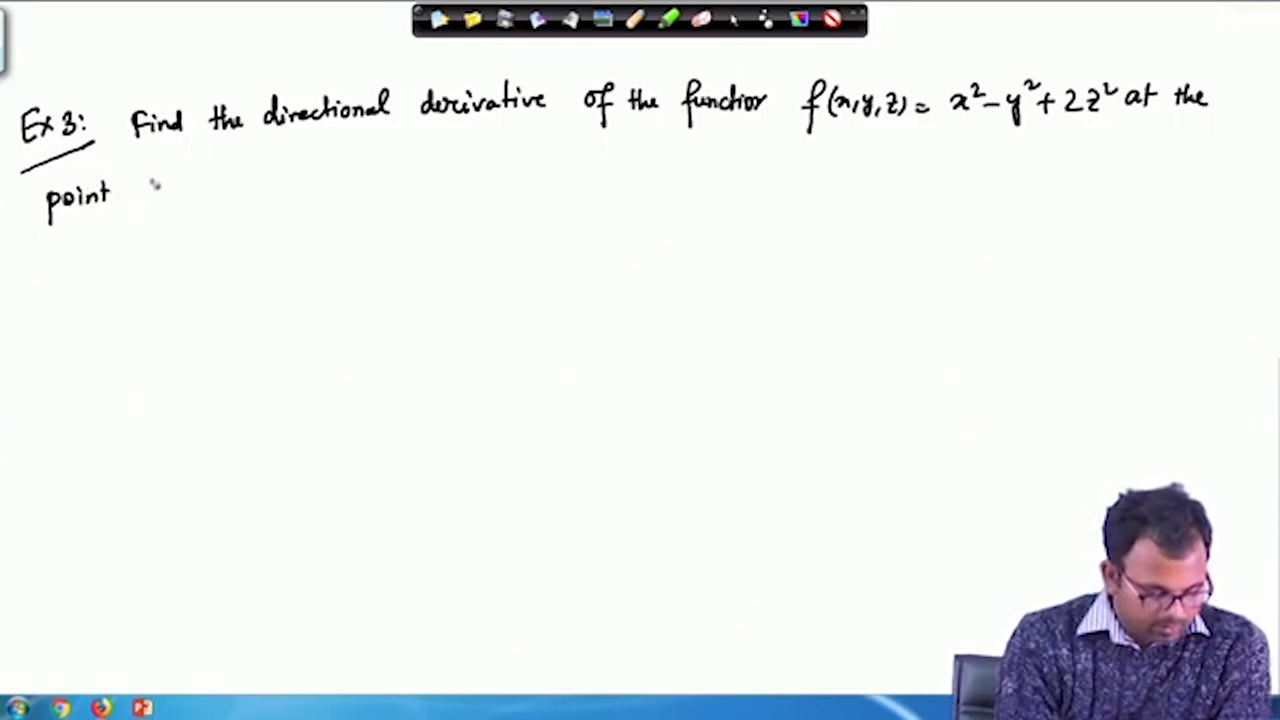 Ex 3: Find the directional derivative of the function f(x,y,z) = x² - y² + 2z² at the
point